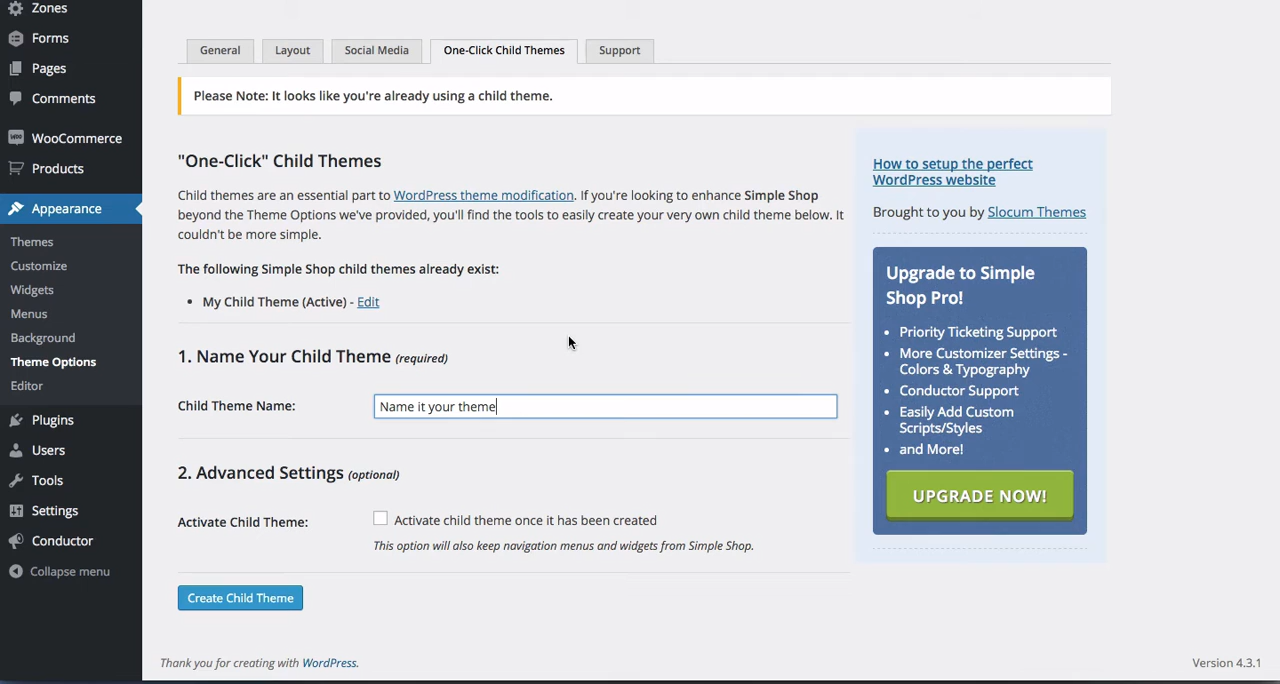 Zones
Forms
Pages
Comments
WooCommerce
Products
Appearance
Themes
Customize
Widgets
Menus
Background
Theme Options
Editor
Plugins
Users
Tools
Settings
Conductor
Collapse menu
General
Layout
Social Media
One-Click Child Themes
Support
Please Note: It looks like you're already using a child theme.
"One-Click" Child Themes
Child themes are an essential part to WordPress theme modification. If you're looking to enhance Simple Shop
beyond the Theme Options we've provided, you'll find the tools to easily create your very own child theme below. It
couldn't be more simple.
The following Simple Shop child themes already exist:
My Child Theme (Active) - Edit
1. Name Your Child Theme (required)
Child Theme Name:
Name it your theme
2. Advanced Settings (optional)
Activate Child Theme:
Activate child theme once it has been created
This option will also keep navigation menus and widgets from Simple Shop.
Create Child Theme
How to setup the perfect
WordPress website
Brought to you by Slocum Themes
Upgrade to Simple
Shop Pro!
Priority Ticketing Support
More Customizer Settings -
Colors & Typography
Conductor Support
Easily Add Custom
Scripts/Styles
and More!
UPGRADE NOW!
Thank you for creating with WordPress.
Version 4.3.1